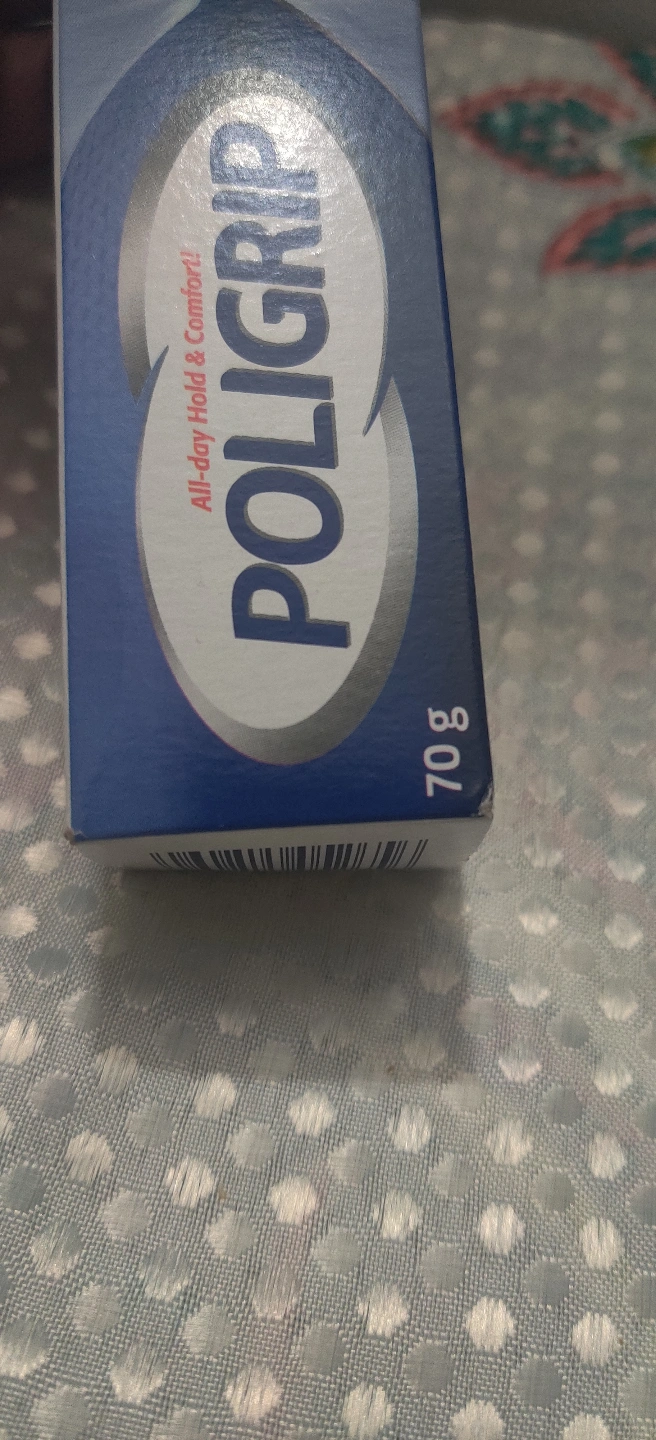 All-day Hold & Comfort!
POLIGRIP
70 g